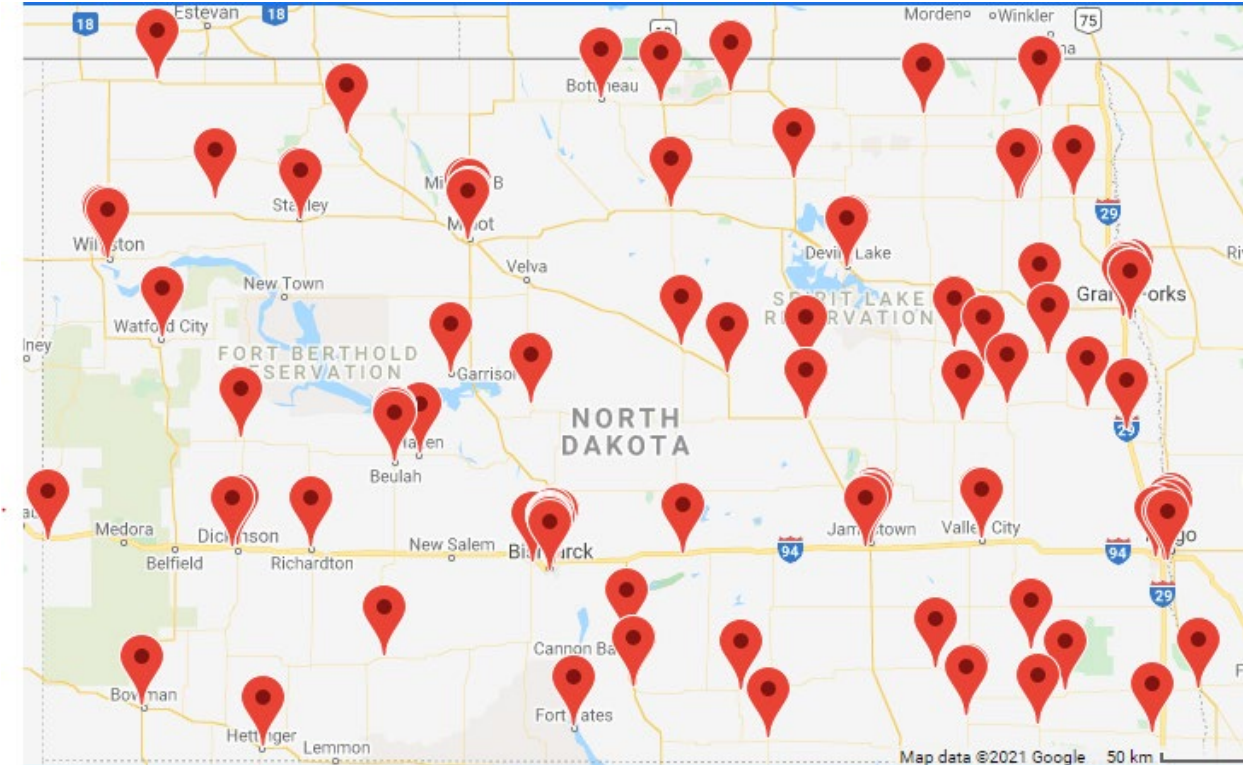 Estevan
18
18
Morden
Winkler
75
29
New Town
Velva
SPIRIT LAKE
RESERVATION
FORT BERTHOLD
RESERVATION
Garrison
NORTH
DAKOTA
Beulah
29
Medora
Dickinson
Belfield
Richardton
New Salem
Bismarck
94
Jamestown
Valley City
94
29
Williston
Watford City
Stanley
Minot
Devils Lake
Grand Forks
Bowman
Hettinger
Lemmon
Fort Yates
Cannon Ba
Map data ©2021 Google
50 km